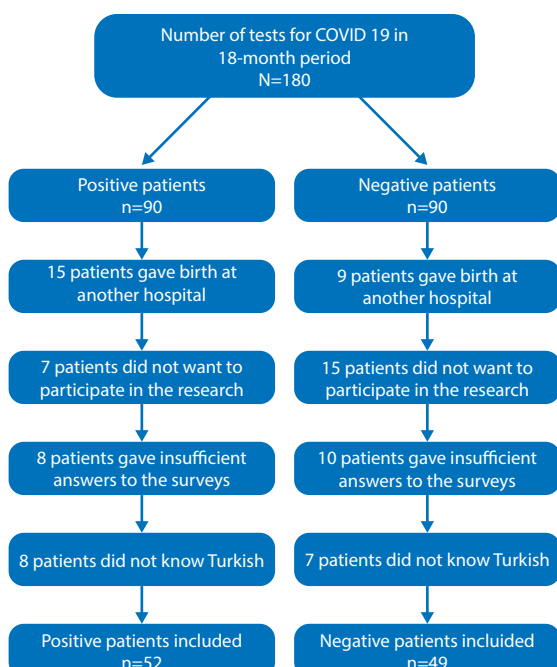 Number of tests for COVID 19 in
18-month period
N=180
Positive patients
n=90
Negative patients
n=90
15 patients gave birth at
another hospital
9 patients gave birth at
another hospital
7 patients did not want to
participate in the research
15 patients did not want to
participate in the research
8 patients gave insufficient
answers to the surveys
10 patients gave insufficient
answers to the surveys
8 patients did not know Turkish
7 patients did not know Turkish
Positive patients included
n=52
Negative patients incluided
n=49